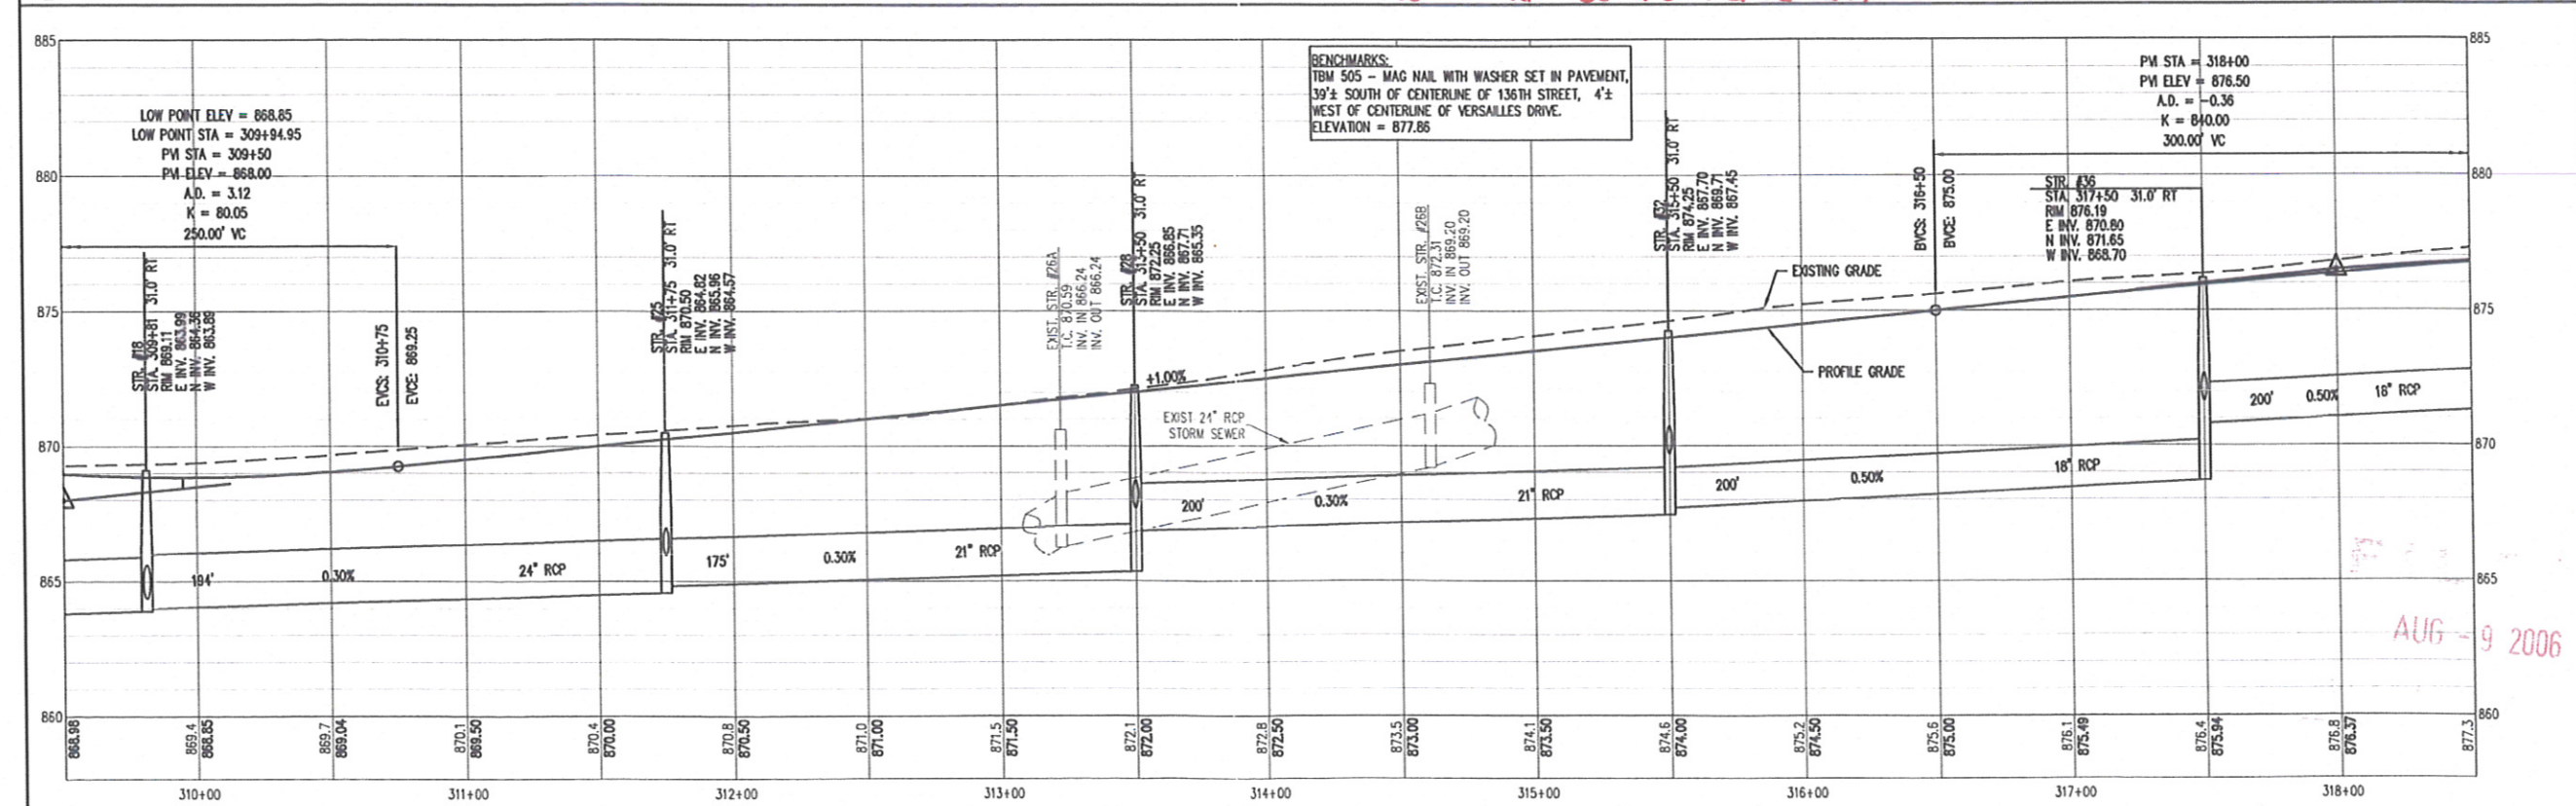 885
880
875
870
865
860
LOW POINT ELEV = 868.85
LOW POINT STA = 309+94.95
PVI STA = 309+50
PVI ELEV = 868.00
A.D. = 3.12
K = 80.05
250.00' VC
STR. #18
STA. 309+81 31.0' RT
RIM 869.11
E INV. 863.99
N INV. 864.36
W INV. 863.89
EVCS: 310+75
EVCE: 869.25
STR. #25
STA. 311+75 31.0' RT
RIM 870.50
E INV. 864.82
N INV. 865.96
W INV. 864.57
EXIST. STR. #26A
T.C. 870.59
INV. IN 866.24
INV. OUT 866.24
STR. #28
STA. 313+50 31.0' RT
RIM 872.25
E INV. 866.85
N INV. 867.71
W INV. 865.35
BENCHMARKS:
TBM 505 - MAG NAIL WITH WASHER SET IN PAVEMENT,
39'± SOUTH OF CENTERLINE OF 136TH STREET, 4'±
WEST OF CENTERLINE OF VERSAILLES DRIVE.
ELEVATION = 877.86
EXIST. STR. #26B
T.C. 872.31
INV. IN 869.20
INV. OUT 869.20
STR. #32
STA. 315+50 31.0' RT
RIM 874.25
E INV. 867.70
N INV. 869.71
W INV. 867.45
BVCS: 316+50
BVCE: 875.00
PVI STA = 318+00
PVI ELEV = 876.50
A.D. = -0.36
K = 840.00
300.00' VC
STR. #36
STA. 317+50 31.0' RT
RIM 876.19
E INV. 870.80
N INV. 871.65
W INV. 868.70
885
880
875
870
865
860
EXISTING GRADE
PROFILE GRADE
+1.00%
EXIST 21" RCP
STORM SEWER
194' 0.30% 24" RCP
175' 0.30% 21" RCP
200' 0.30% 21" RCP
200' 0.50% 18" RCP
200' 0.50% 18" RCP
AUG - 9 2006
868.98
869.4
868.85
869.7
869.04
870.1
869.50
870.4
870.00
870.8
870.50
871.0
871.00
871.5
871.50
872.1
872.00
872.8
872.50
873.5
873.00
874.1
873.50
874.6
874.00
875.2
874.50
875.6
875.00
876.1
875.49
876.4
875.94
876.8
876.37
877.3
310+00
311+00
312+00
313+00
314+00
315+00
316+00
317+00
318+00